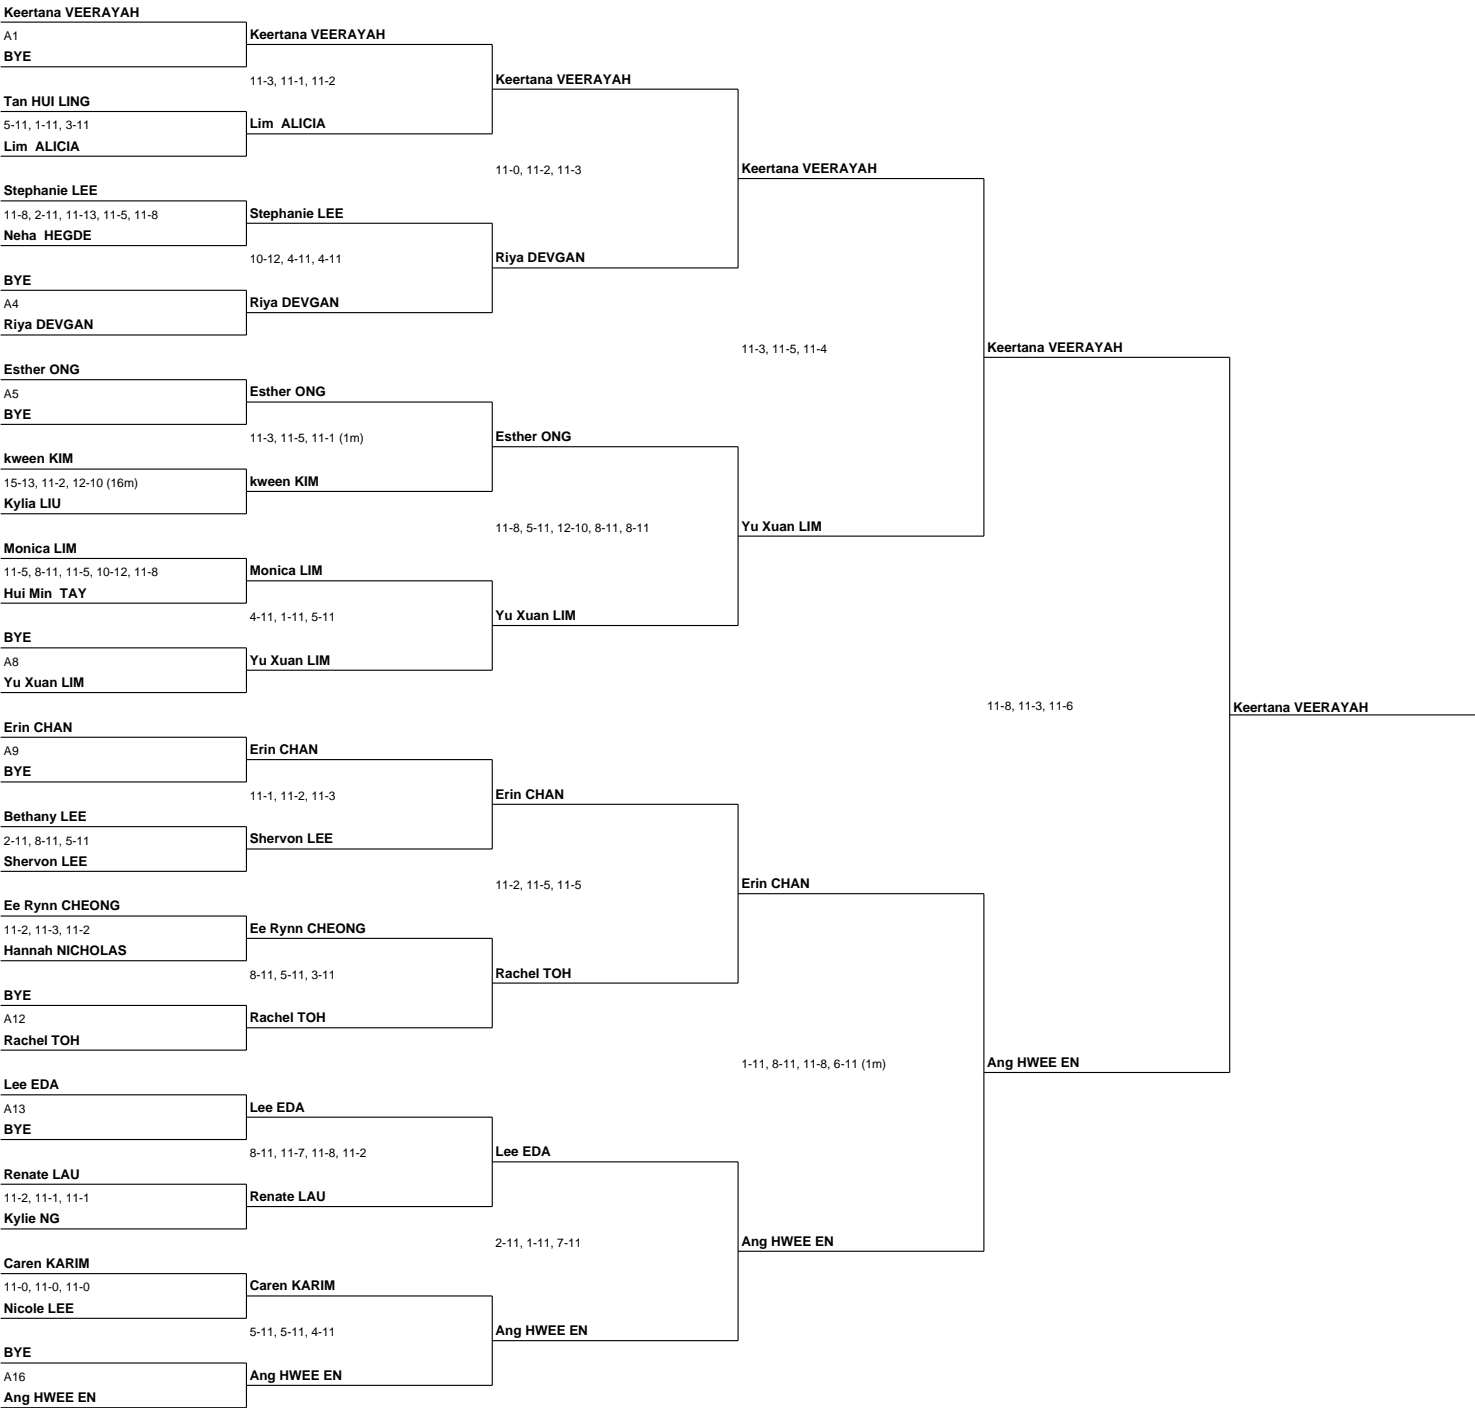 Keertana VEERAYAH
A1
BYE
Tan HUI LING
5-11, 1-11, 3-11
Lim  ALICIA
Stephanie LEE
11-8, 2-11, 11-13, 11-5, 11-8
Neha  HEGDE
BYE
A4
Riya DEVGAN
Esther ONG
A5
BYE
kween KIM
15-13, 11-2, 12-10 (16m)
Kylia LIU
Monica LIM
11-5, 8-11, 11-5, 10-12, 11-8
Hui Min  TAY
BYE
A8
Yu Xuan LIM
Erin CHAN
A9
BYE
Bethany LEE
2-11, 8-11, 5-11
Shervon LEE
Ee Rynn CHEONG
11-2, 11-3, 11-2
Hannah NICHOLAS
BYE
A12
Rachel TOH
Lee EDA
A13
BYE
Renate LAU
11-2, 11-1, 11-1
Kylie NG
Caren KARIM
11-0, 11-0, 11-0
Nicole LEE
BYE
A16
Ang HWEE EN
Keertana VEERAYAH
11-3, 11-1, 11-2
Lim  ALICIA
Stephanie LEE
10-12, 4-11, 4-11
Riya DEVGAN
Esther ONG
11-3, 11-5, 11-1 (1m)
kween KIM
Monica LIM
4-11, 1-11, 5-11
Yu Xuan LIM
Erin CHAN
11-1, 11-2, 11-3
Shervon LEE
Ee Rynn CHEONG
8-11, 5-11, 3-11
Rachel TOH
Lee EDA
8-11, 11-7, 11-8, 11-2
Renate LAU
Caren KARIM
5-11, 5-11, 4-11
Ang HWEE EN
Keertana VEERAYAH
11-0, 11-2, 11-3
Riya DEVGAN
Esther ONG
11-8, 5-11, 12-10, 8-11, 8-11
Yu Xuan LIM
Erin CHAN
11-2, 11-5, 11-5
Rachel TOH
Lee EDA
2-11, 1-11, 7-11
Ang HWEE EN
Keertana VEERAYAH
11-3, 11-5, 11-4
Yu Xuan LIM
Erin CHAN
1-11, 8-11, 11-8, 6-11 (1m)
Ang HWEE EN
Keertana VEERAYAH
11-8, 11-3, 11-6
Ang HWEE EN
Keertana VEERAYAH